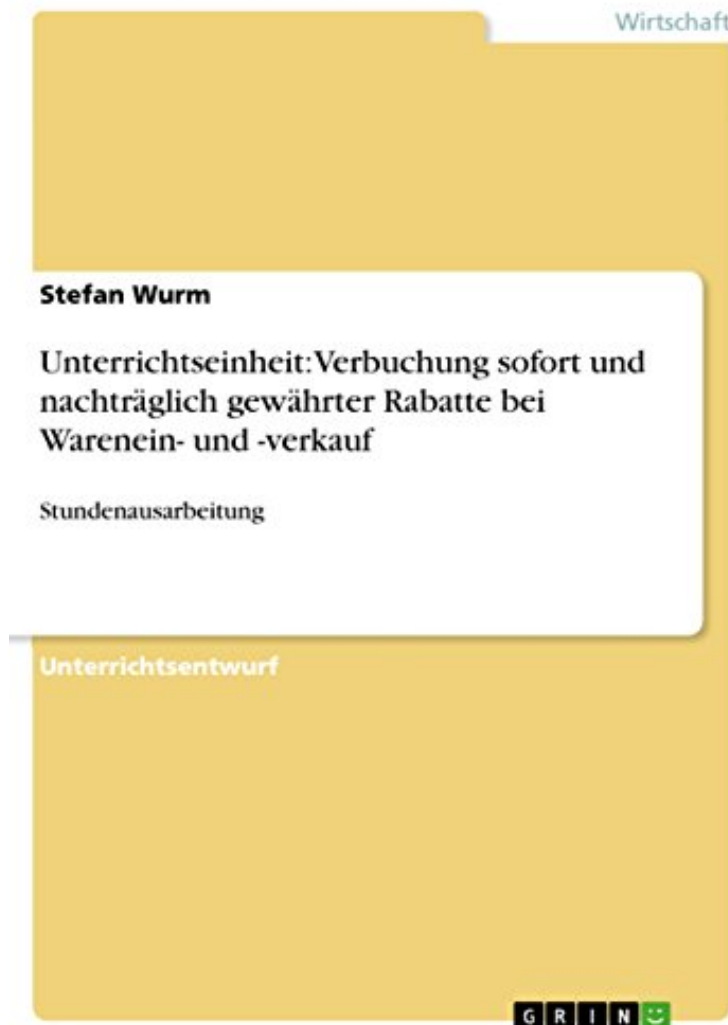 Wirtschaft
Stefan Wurm
Unterrichtseinheit: Verbuchung sofort und
nachträglich gewährter Rabatte bei
Warenein- und -verkauf
Stundenausarbeitung
Unterrichtsentwurf
GRIN